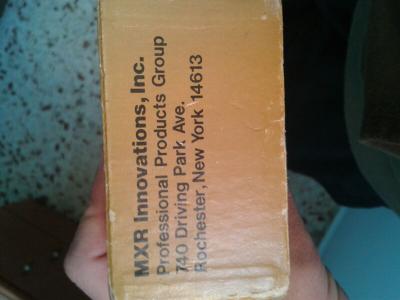 MXR Innovations, Inc.
Professional Products Group
740 Driving Park Ave.
Rochester, New York 14613